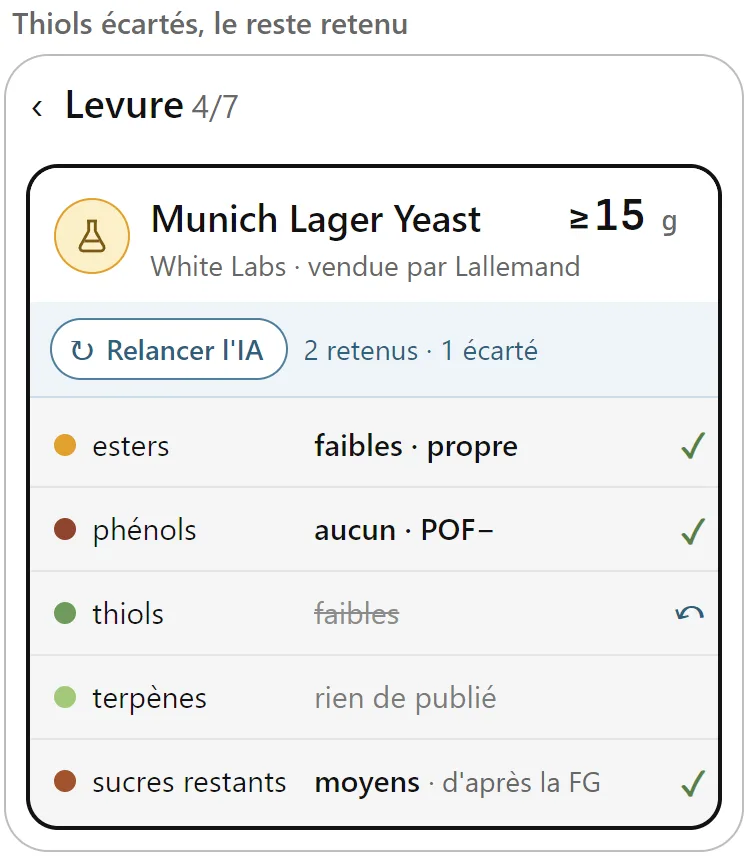 Thiols écartés, le reste retenu
‹ Levure 4/7
Munich Lager Yeast ≥15 g
White Labs · vendue par Lallemand
↻ Relancer l'IA 2 retenus · 1 écarté
esters faibles · propre ✓
phénols aucun · POF− ✓
thiols faibles ↶
terpènes rien de publié
sucres restants moyens · d'après la FG ✓